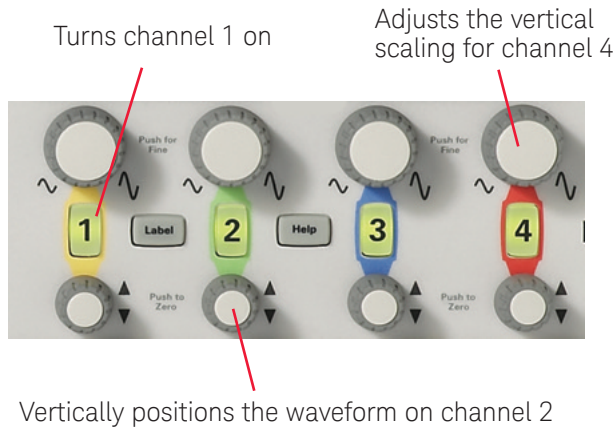 Turns channel 1 on
Adjusts the vertical
scaling for channel 4
Push for
Fine
Push for
Fine
1
Label
2
Help
3
4
Push to
Zero
Push to
Zero
Vertically positions the waveform on channel 2